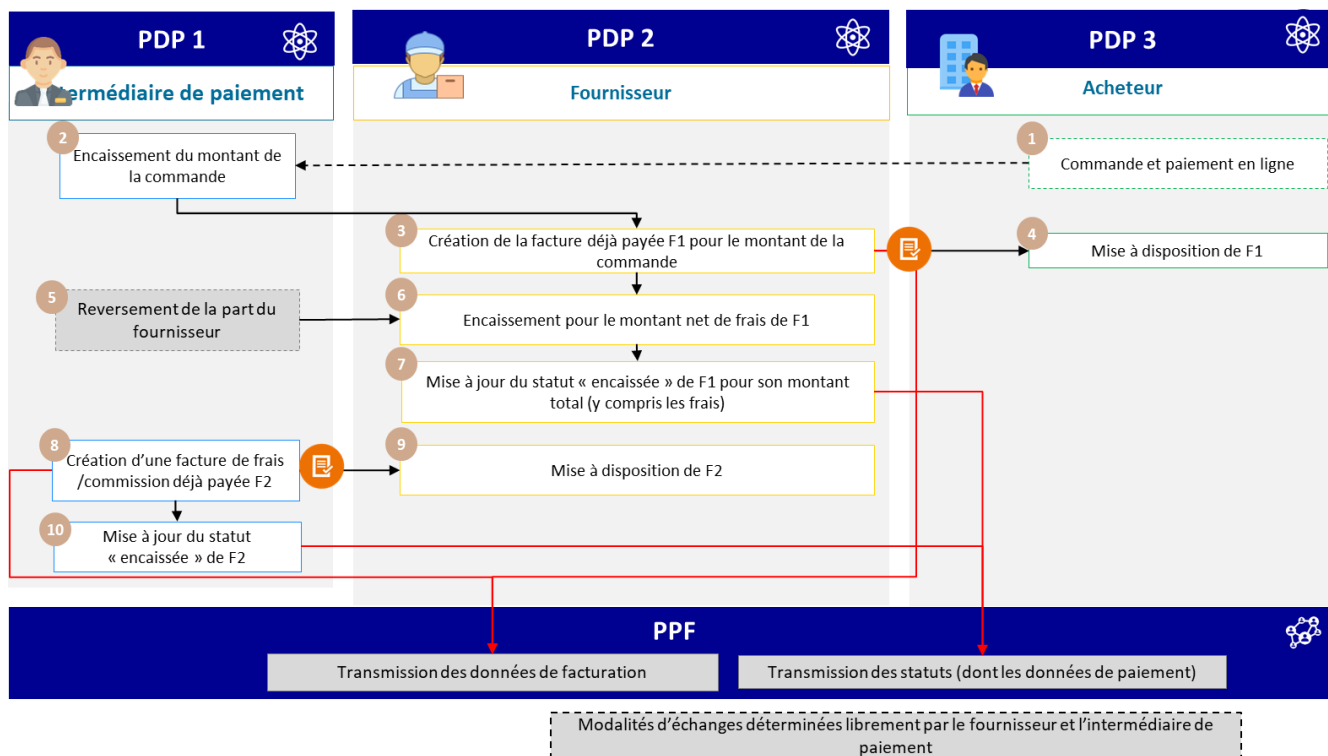 PDP 1
PDP 2
PDP 3
termédiaire de paiement
Fournisseur
Acheteur
2
Encaissement du montant de
la commande
1
Commande et paiement en ligne
3
Création de la facture déjà payée F1 pour le montant de la
commande
4
Mise à disposition de F1
5
Reversement de la part du
fournisseur
6
Encaissement pour le montant net de frais de F1
7
Mise à jour du statut « encaissée » de F1 pour son montant
total (y compris les frais)
8
Création d’une facture de frais
/commission déjà payée F2
9
Mise à disposition de F2
10
Mise à jour du statut
« encaissée » de F2
PPF
Transmission des données de facturation
Transmission des statuts (dont les données de paiement)
Modalités d’échanges déterminées librement par le fournisseur et l’intermédiaire de
paiement